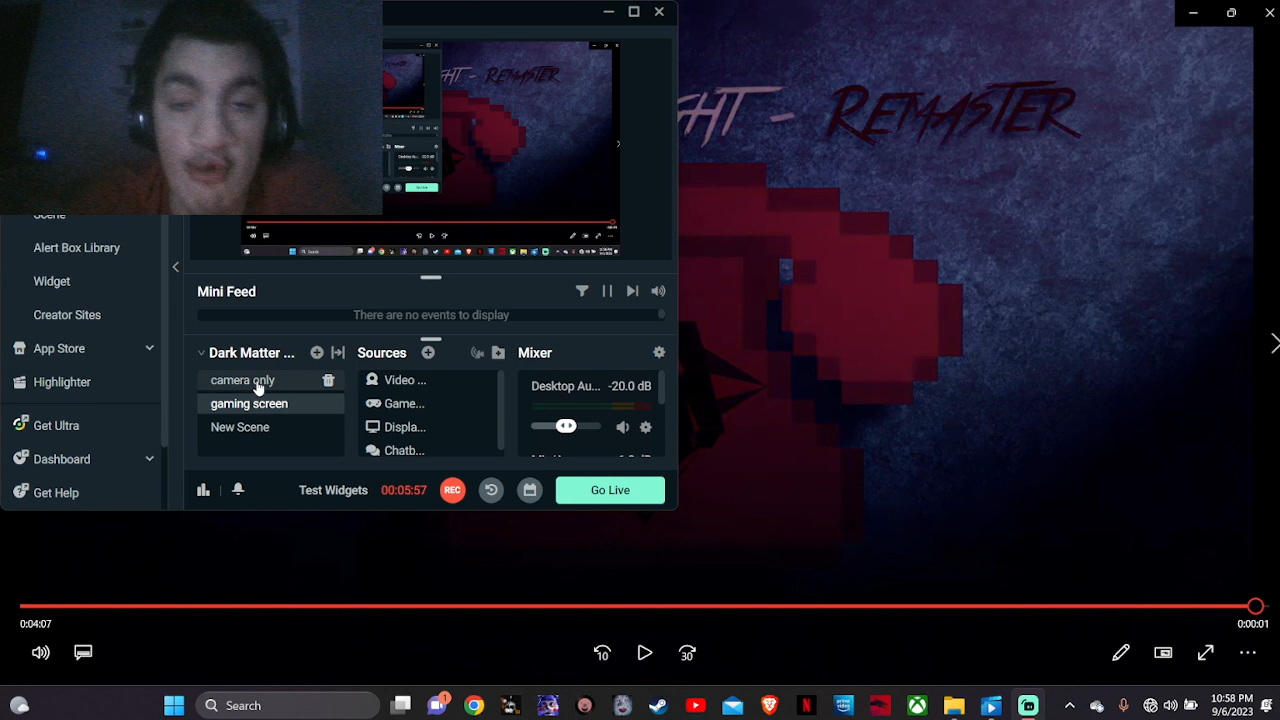 GHT - REMASTER
Scene
Alert Box Library
Widget
Creator Sites
App Store
Highlighter
Get Ultra
Dashboard
Get Help
Mini Feed
There are no events to display
Dark Matter ...
camera only
gaming screen
New Scene
Sources
Video ...
Game...
Displa...
Chatb...
Mixer
Desktop Au... -20.0 dB
Test Widgets 00:05:57 REC Go Live
0:04:07
0:00:01
10
30
Search
1
10:58 PM
9/6/2023